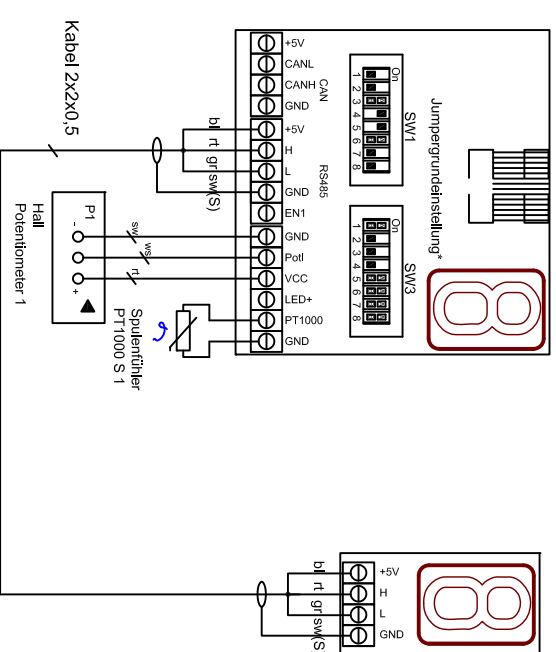 +5V
CANL
CANH
GND
CAN
+5V
H
L
GND
EN1
RS485
GND
Potl
VCC
LED+
PT1000
GND
On
1 2 3 4 5 6 7 8
SW1
On
1 2 3 4 5 6 7 8
SW3
Jumpergrundeinstellung*
bl rt gr sw(S)
Kabel 2x2x0,5
sw
ws
rt
P1
-
+
Hall
Potentiometer 1
Spulenfühler
PT1000 S 1
+5V
H
L
GND
bl rt gr sw(S)